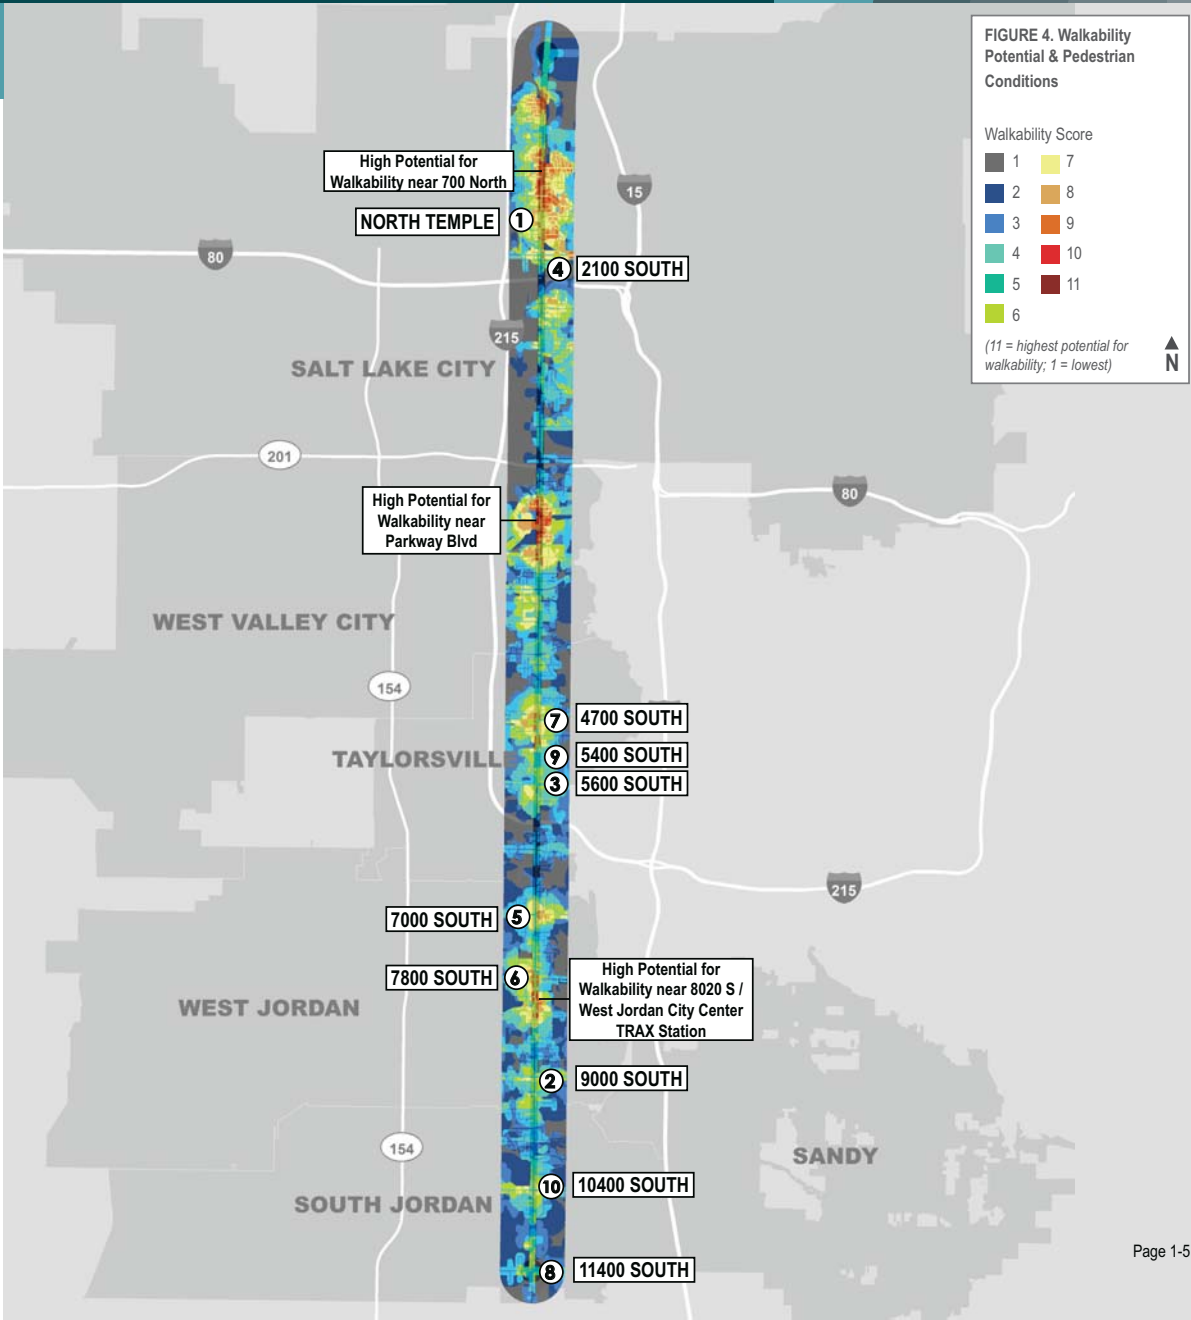 FIGURE 4. Walkability
Potential & Pedestrian
Conditions
Walkability Score
1
7
2
8
3
9
4
10
5
11
6
(11 = highest potential for
walkability; 1 = lowest)
N
High Potential for
Walkability near 700 North
15
NORTH TEMPLE
1
80
4
2100 SOUTH
215
SALT LAKE CITY
201
High Potential for
Walkability near
Parkway Blvd
80
WEST VALLEY CITY
154
7
4700 SOUTH
TAYLORSVILL
9
5400 SOUTH
3
5600 SOUTH
215
7000 SOUTH
5
7800 SOUTH
6
High Potential for
Walkability near 8020 S /
West Jordan City Center
TRAX Station
WEST JORDAN
2
9000 SOUTH
154
SANDY
10
10400 SOUTH
SOUTH JORDAN
Page 1-5
8
11400 SOUTH